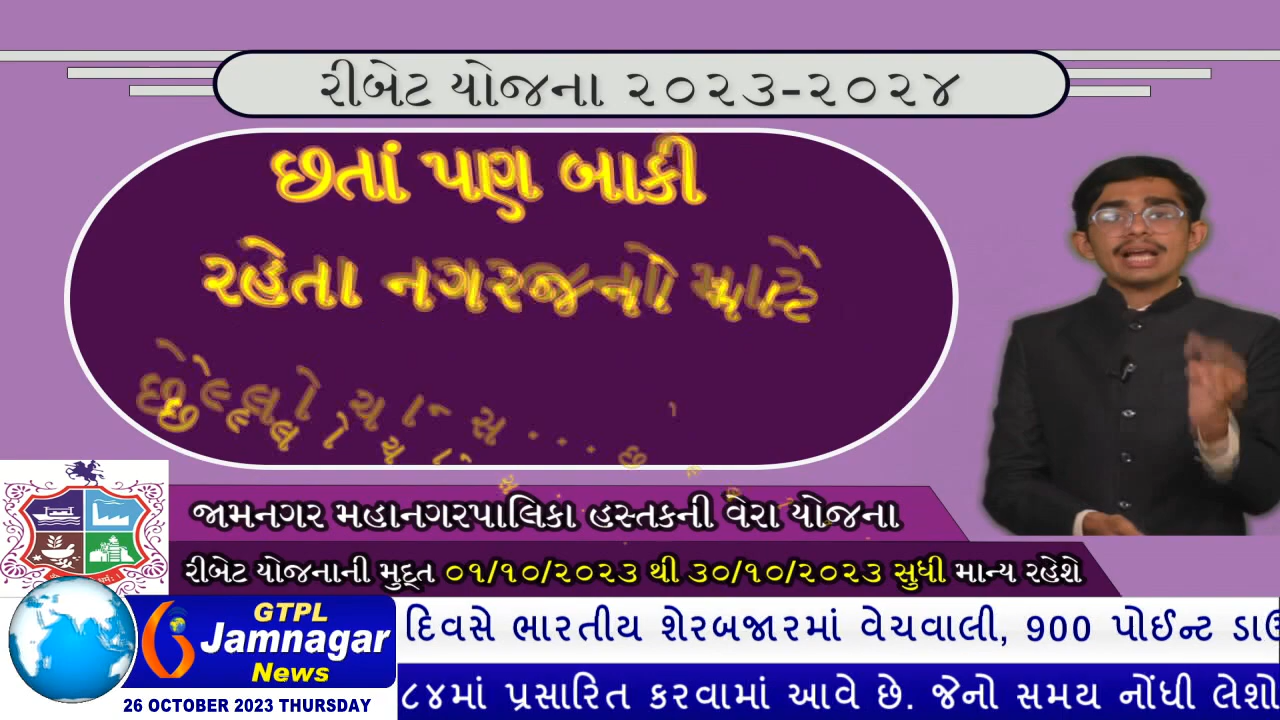 રીબેટ યોજના ૨૦૨૩-૨૦૨૪
છતાં પણ બાકી
રહેતા નગરજનો માટે
છેલ્લો ચાન્સ...
જામનગર મહાનગરપાલિકા હસ્તકની વેરા યોજના
રીબેટ યોજનાની મુદ્દત ૦૧/૧૦/૨૦૨૩ થી ૩૦/૧૦/૨૦૨૩ સુધી માન્ય રહેશે
GTPL
Jamnagar
News
26 OCTOBER 2023 THURSDAY
દિવસે ભારતીય શેરબજારમાં વેચવાલી, 900 પોઈન્ટ
૮૪માં પ્રસારિત કરવામાં આવે છે. જેનો સમય નોંધી લેશો